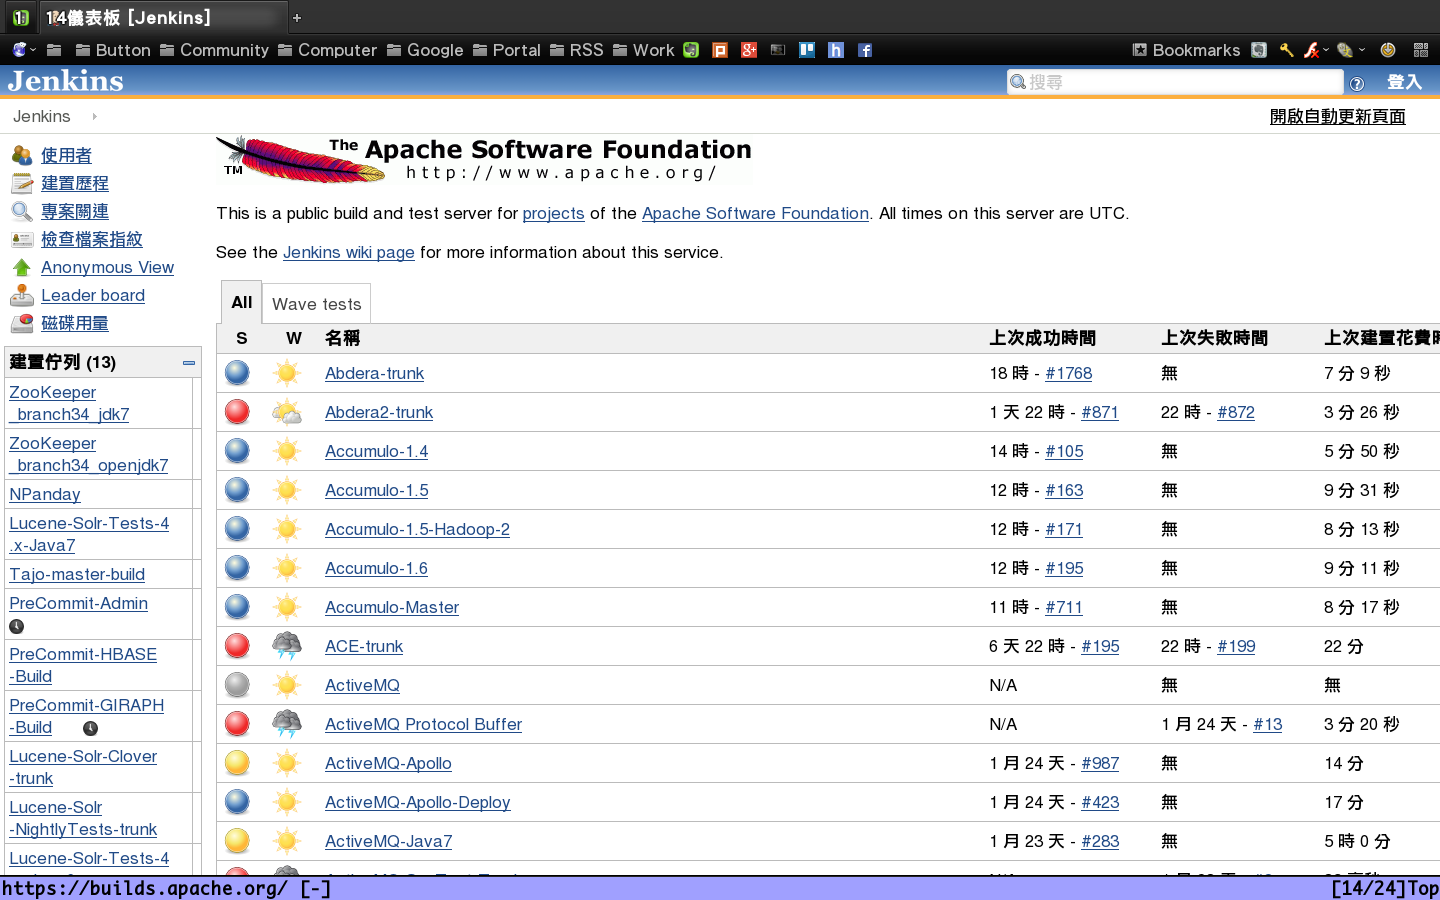 1 14儀表板 [Jenkins] +
Button Community Computer Google Portal RSS Work Bookmarks
Jenkins 搜尋 登入
Jenkins 開啟自動更新頁面
使用者
建置歷程
專案關連
檢查檔案指紋
Anonymous View
Leader board
磁碟用量
建置佇列 (13)
ZooKeeper
_branch34_jdk7
ZooKeeper
_branch34_openjdk7
NPanday
Lucene-Solr-Tests-4
.x-Java7
Tajo-master-build
PreCommit-Admin
PreCommit-HBASE
-Build
PreCommit-GIRAPH
-Build
Lucene-Solr-Clover
-trunk
Lucene-Solr
-NightlyTests-trunk
Lucene-Solr-Tests-4
TM The Apache Software Foundation
http://www.apache.org/
This is a public build and test server for projects of the Apache Software Foundation. All times on this server are UTC.
See the Jenkins wiki page for more information about this service.
All Wave tests
S W 名稱 上次成功時間 上次失敗時間 上次建置花費
Abdera-trunk 18 時 - #1768 無 7 分 9 秒
Abdera2-trunk 1 天 22 時 - #871 22 時 - #872 3 分 26 秒
Accumulo-1.4 14 時 - #105 無 5 分 50 秒
Accumulo-1.5 12 時 - #163 無 9 分 31 秒
Accumulo-1.5-Hadoop-2 12 時 - #171 無 8 分 13 秒
Accumulo-1.6 12 時 - #195 無 9 分 11 秒
Accumulo-Master 11 時 - #711 無 8 分 17 秒
ACE-trunk 6 天 22 時 - #195 22 時 - #199 22 分
ActiveMQ N/A 無 無
ActiveMQ Protocol Buffer N/A 1 月 24 天 - #13 3 分 20 秒
ActiveMQ-Apollo 1 月 24 天 - #987 無 14 分
ActiveMQ-Apollo-Deploy 1 月 24 天 - #423 無 17 分
ActiveMQ-Java7 1 月 23 天 - #283 無 5 時 0 分
https://builds.apache.org/ [-] [14/24]Top